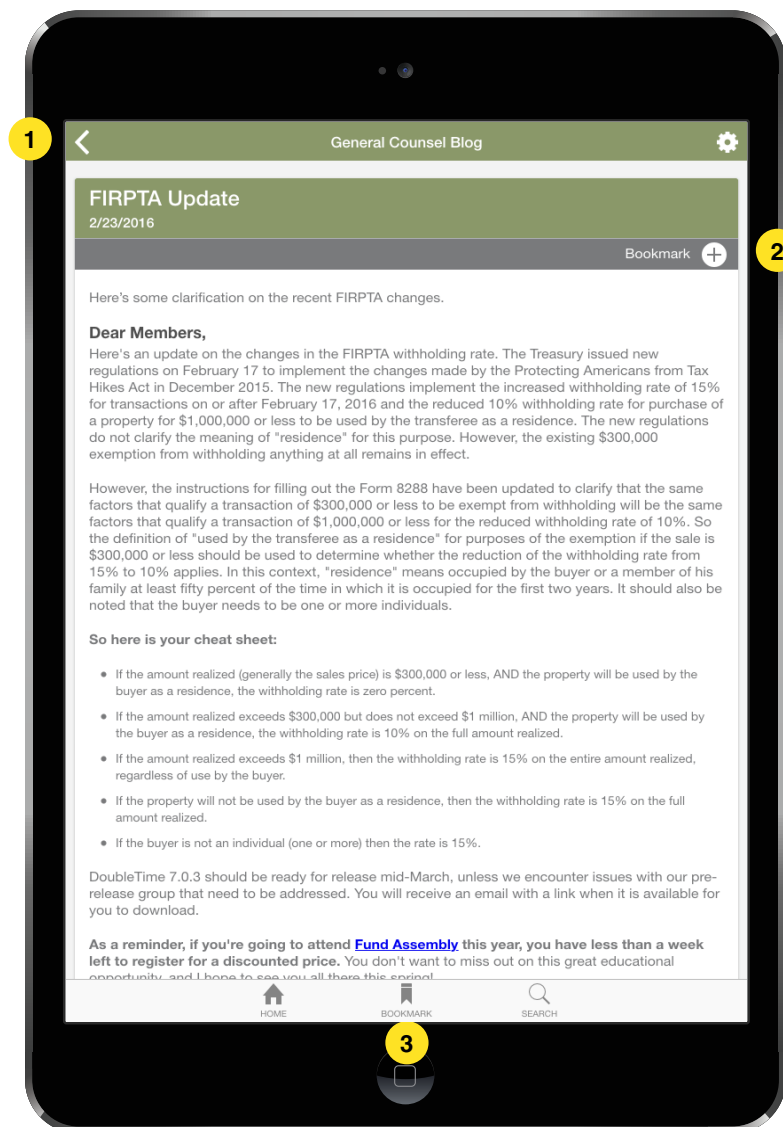 1
General Counsel Blog
FIRPTA Update
2/23/2016
Bookmark
2
Here's some clarification on the recent FIRPTA changes.
Dear Members,
Here's an update on the changes in the FIRPTA withholding rate. The Treasury issued new
regulations on February 17 to implement the changes made by the Protecting Americans from Tax
Hikes Act in December 2015. The new regulations implement the increased withholding rate of 15%
for transactions on or after February 17, 2016 and the reduced 10% withholding rate for purchase of
a property for $1,000,000 or less to be used by the transferee as a residence. The new regulations
do not clarify the meaning of "residence" for this purpose. However, the existing $300,000
exemption from withholding anything at all remains in effect.
However, the instructions for filling out the Form 8288 have been updated to clarify that the same
factors that qualify a transaction of $300,000 or less to be exempt from withholding will be the same
factors that qualify a transaction of $1,000,000 or less for the reduced withholding rate of 10%. So
the definition of "used by the transferee as a residence" for purposes of the exemption if the sale is
$300,000 or less should be used to determine whether the reduction of the withholding rate from
15% to 10% applies. In this context, "residence" means occupied by the buyer or a member of his
family at least fifty percent of the time in which it is occupied for the first two years. It should also be
noted that the buyer needs to be one or more individuals.
So here is your cheat sheet:
• If the amount realized (generally the sales price) is $300,000 or less, AND the property will be used by the
buyer as a residence, the withholding rate is zero percent.
• If the amount realized exceeds $300,000 but does not exceed $1 million, AND the property will be used by
the buyer as a residence, the withholding rate is 10% on the full amount realized.
• If the amount realized exceeds $1 million, then the withholding rate is 15% on the entire amount realized,
regardless of use by the buyer.
• If the property will not be used by the buyer as a residence, then the withholding rate is 15% on the full
amount realized.
• If the buyer is not an individual (one or more) then the rate is 15%.
DoubleTime 7.0.3 should be ready for release mid-March, unless we encounter issues with our pre-
release group that need to be addressed. You will receive an email with a link when it is available for
you to download.
As a reminder, if you're going to attend Fund Assembly this year, you have less than a week
left to register for a discounted price. You don't want to miss out on this great educational
opportunity, and I hope to see you all there this spring!
HOME
BOOKMARK
SEARCH
3